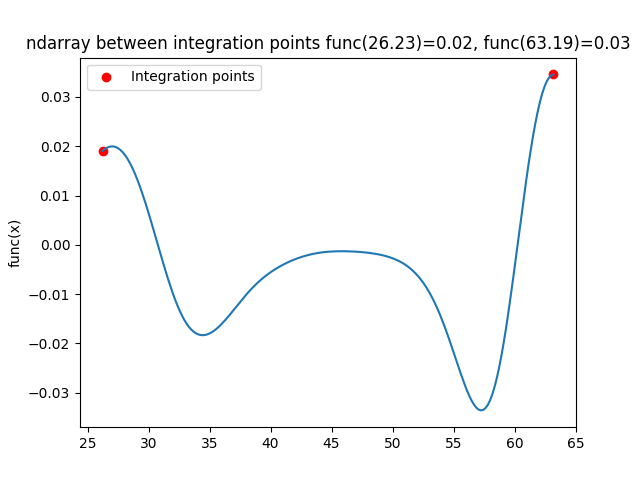 ndarray between integration points func(26.23)=0.02, func(63.19)=0.03
Integration points
func(x)
0.03
0.02
0.01
0.00
−0.01
−0.02
−0.03
25 30 35 40 45 50 55 60 65